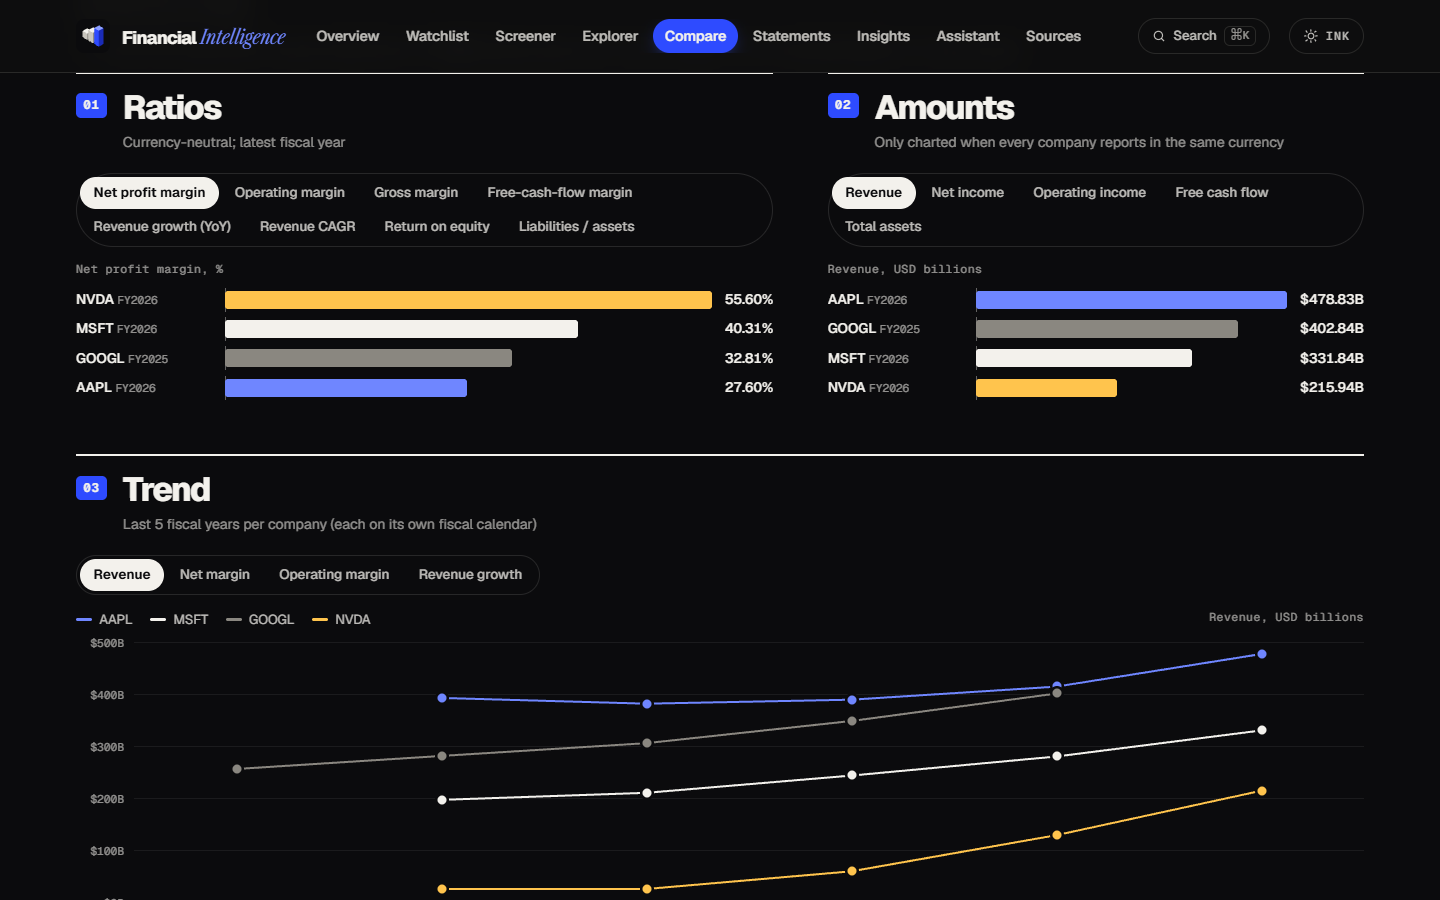 Financial Intelligence Overview Watchlist Screener Explorer Compare Statements Insights Assistant Sources Search ⌘K INK
01 Ratios
Currency-neutral; latest fiscal year
Net profit margin Operating margin Gross margin Free-cash-flow margin
Revenue growth (YoY) Revenue CAGR Return on equity Liabilities / assets
Net profit margin, %
NVDA FY2026 55.60%
MSFT FY2026 40.31%
GOOGL FY2025 32.81%
AAPL FY2026 27.60%
02 Amounts
Only charted when every company reports in the same currency
Revenue Net income Operating income Free cash flow
Total assets
Revenue, USD billions
AAPL FY2026 $478.83B
GOOGL FY2025 $402.84B
MSFT FY2026 $331.84B
NVDA FY2026 $215.94B
03 Trend
Last 5 fiscal years per company (each on its own fiscal calendar)
Revenue Net margin Operating margin Revenue growth
AAPL MSFT GOOGL NVDA Revenue, USD billions
$500B
$400B
$300B
$200B
$100B